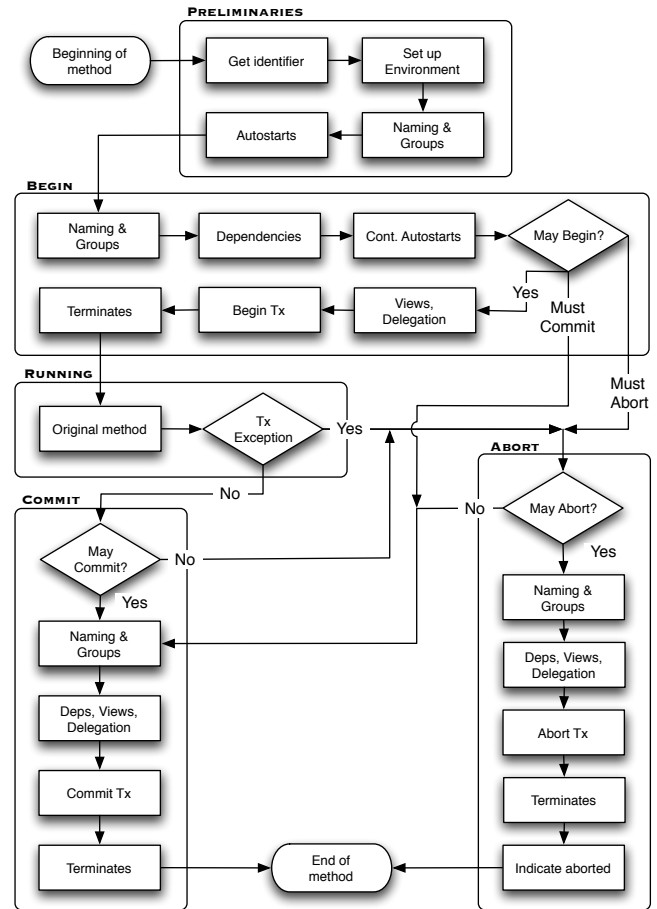 PRELIMINARIES
Beginning of
method
Get identifier
Set up
Environment
Autostarts
Naming &
Groups
BEGIN
Naming &
Groups
Dependencies
Cont. Autostarts
May Begin?
Terminates
Begin Tx
Views,
Delegation
Yes
Must
Commit
Must
Abort
RUNNING
Original method
Tx
Exception
Yes
No
ABORT
May Abort?
No
Yes
COMMIT
May
Commit?
No
Yes
Naming &
Groups
Naming &
Groups
Deps, Views,
Delegation
Deps, Views,
Delegation
Abort Tx
Commit Tx
Terminates
Terminates
End of
method
Indicate aborted